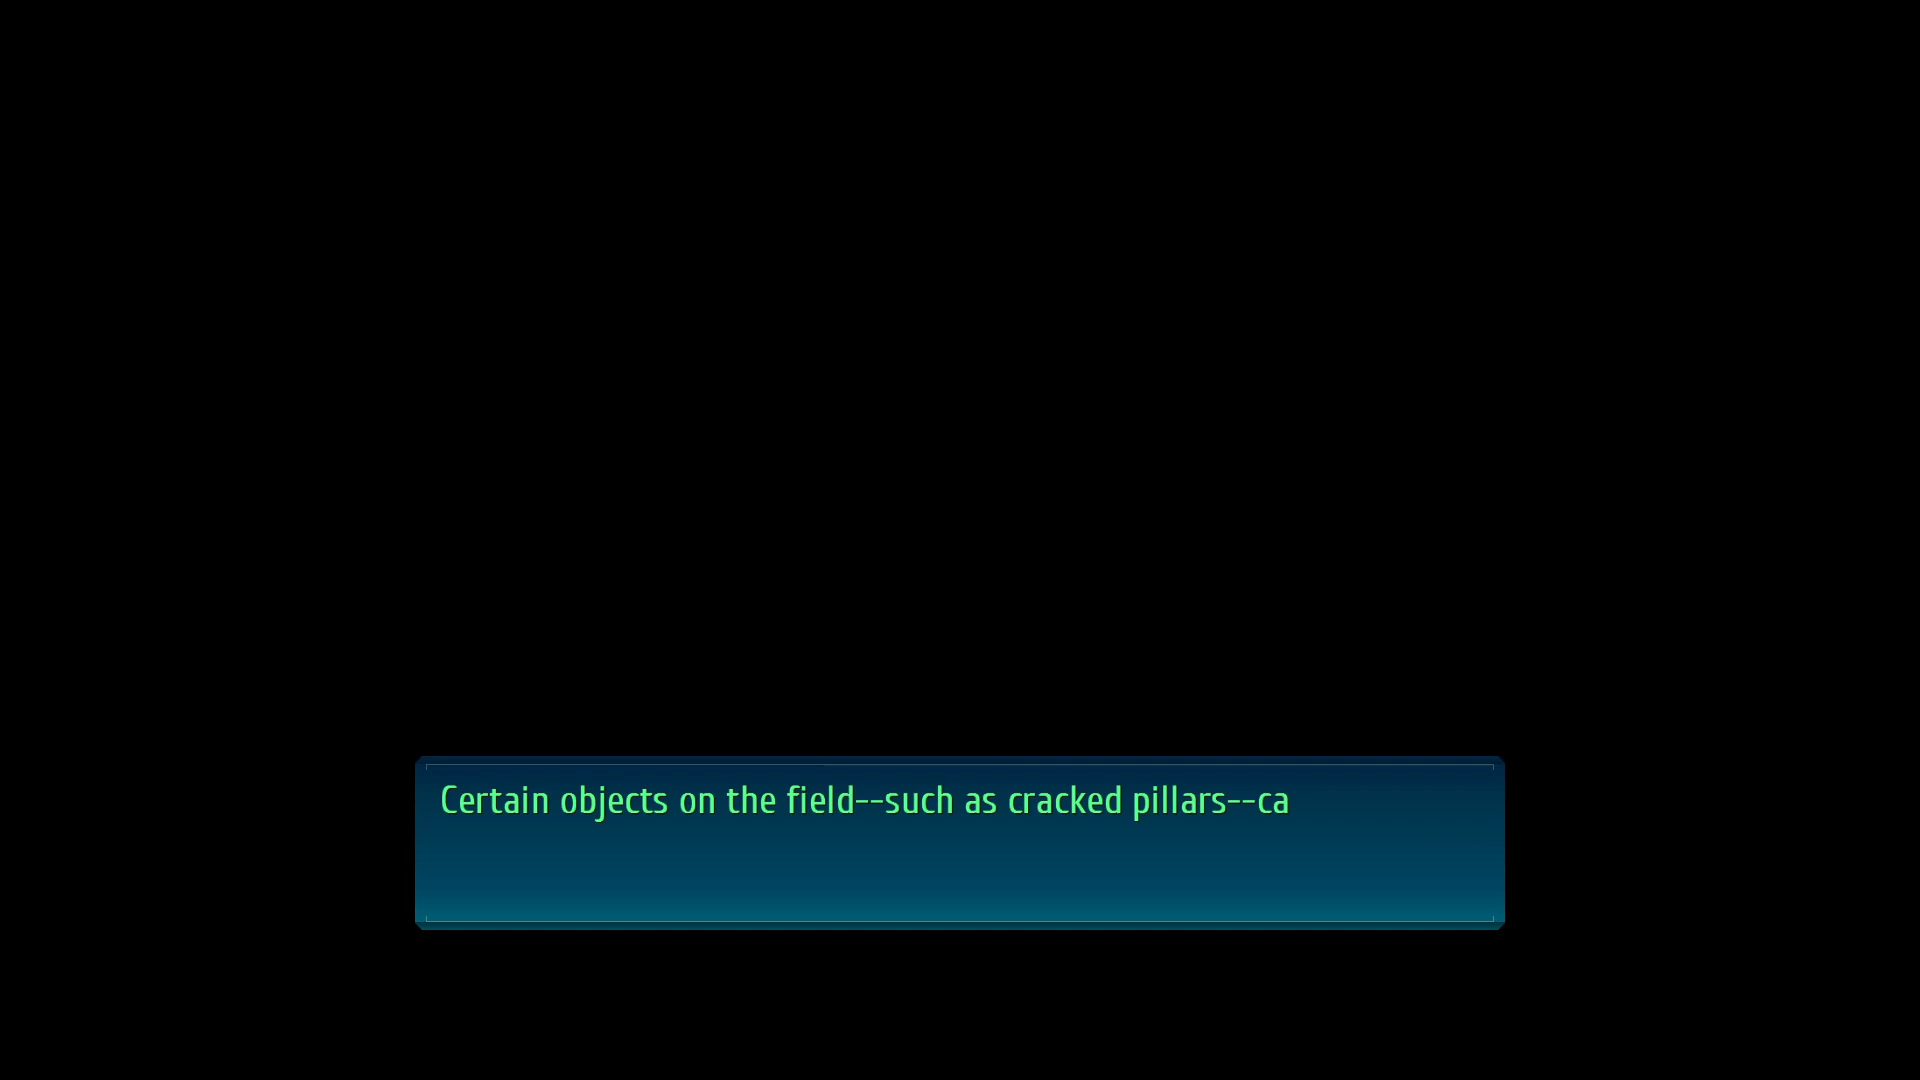 Certain objects on the field--such as cracked pillars--ca